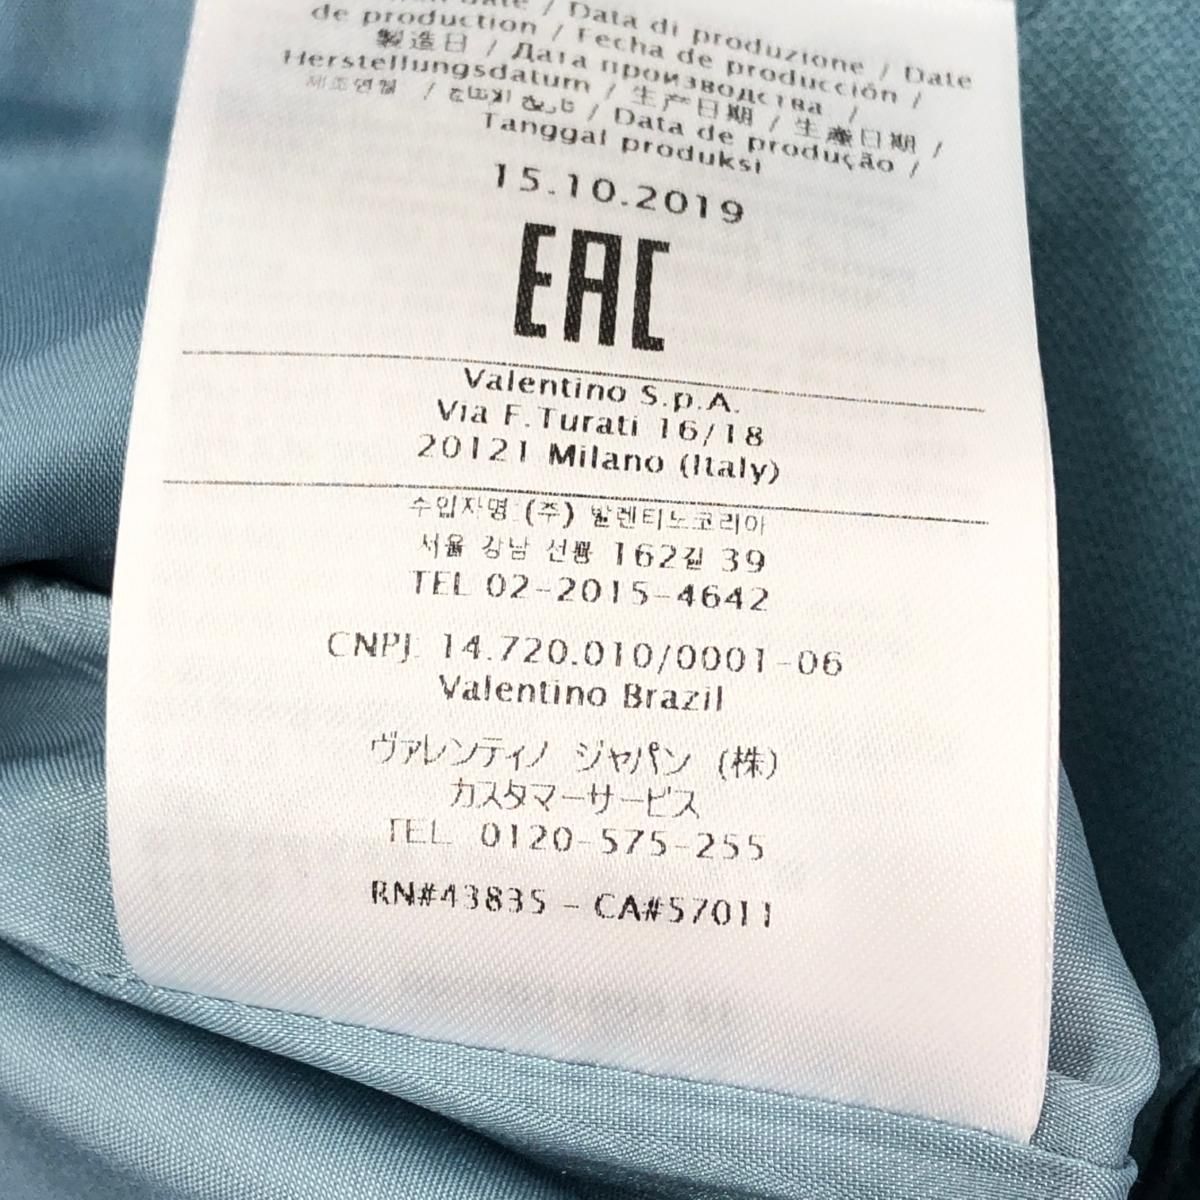 Date / Data di produzione / Date
de production / Fecha de producción /
製造日 / Дата производства /
Herstellungsdatum / 生产日期 / 生產日期 /
제조연월 / تاريخ الإنتاج / Data de produção /
Tanggal produksi
15.10.2019
EAC
Valentino S.p.A.
Via F.Turati 16/18
20121 Milano (Italy)
수입자명 (주) 발렌티노코리아
서울 강남 선릉 162길 39
TEL 02-2015-4642
CNPJ 14.720.010/0001-06
Valentino Brazil
ヴァレンティノ ジャパン (株)
カスタマーサービス
TEL 0120-575-255
RN#43835 - CA#57011